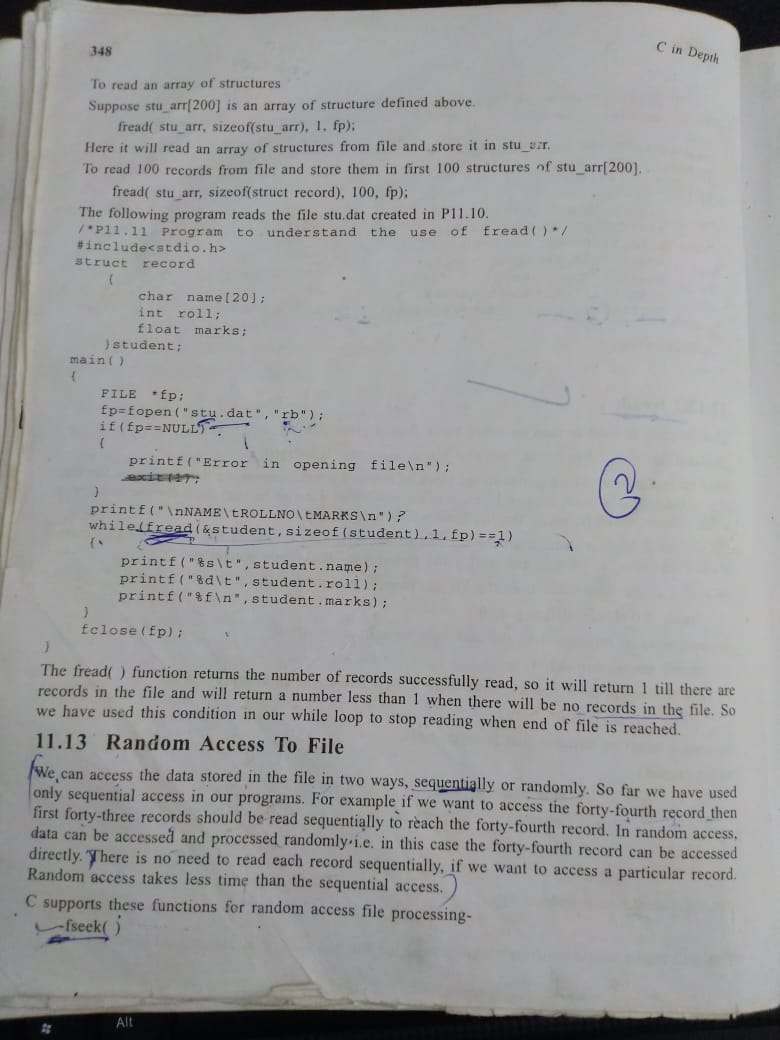 348
C in Depth
To read an array of structures
Suppose stu_arr[200] is an array of structure defined above.
fread( stu_arr, sizeof(stu_arr), 1, fp);
Here it will read an array of structures from file and store it in stu_arr.
To read 100 records from file and store them in first 100 structures of stu_arr[200].
fread( stu_arr, sizeof(struct record), 100, fp);
The following program reads the file stu.dat created in P11.10.
/*P11.11 Program to understand the use of fread()*/
#include<stdio.h>
struct record
{
char name[20];
int roll;
float marks;
}student;
main()
{
FILE *fp;
fp=fopen("stu.dat","rb");
if(fp==NULL)
{
printf("Error in opening file\n");
exit(1);
}
printf("\nNAME\tROLLNO\tMARKS\n");
while(fread(&student,sizeof(student),1,fp)==1)
{
printf("%s\t",student.name);
printf("%d\t",student.roll);
printf("%f\n",student.marks);
}
fclose(fp);
}
The fread( ) function returns the number of records successfully read, so it will return 1 till there are
records in the file and will return a number less than 1 when there will be no records in the file. So
we have used this condition in our while loop to stop reading when end of file is reached.
11.13 Random Access To File
We can access the data stored in the file in two ways, sequentially or randomly. So far we have used
only sequential access in our programs. For example if we want to access the forty-fourth record then
first forty-three records should be read sequentially to reach the forty-fourth record. In random access,
data can be accessed and processed randomly i.e. in this case the forty-fourth record can be accessed
directly. There is no need to read each record sequentially, if we want to access a particular record.
Random access takes less time than the sequential access.
C supports these functions for random access file processing-
fseek( )
Alt